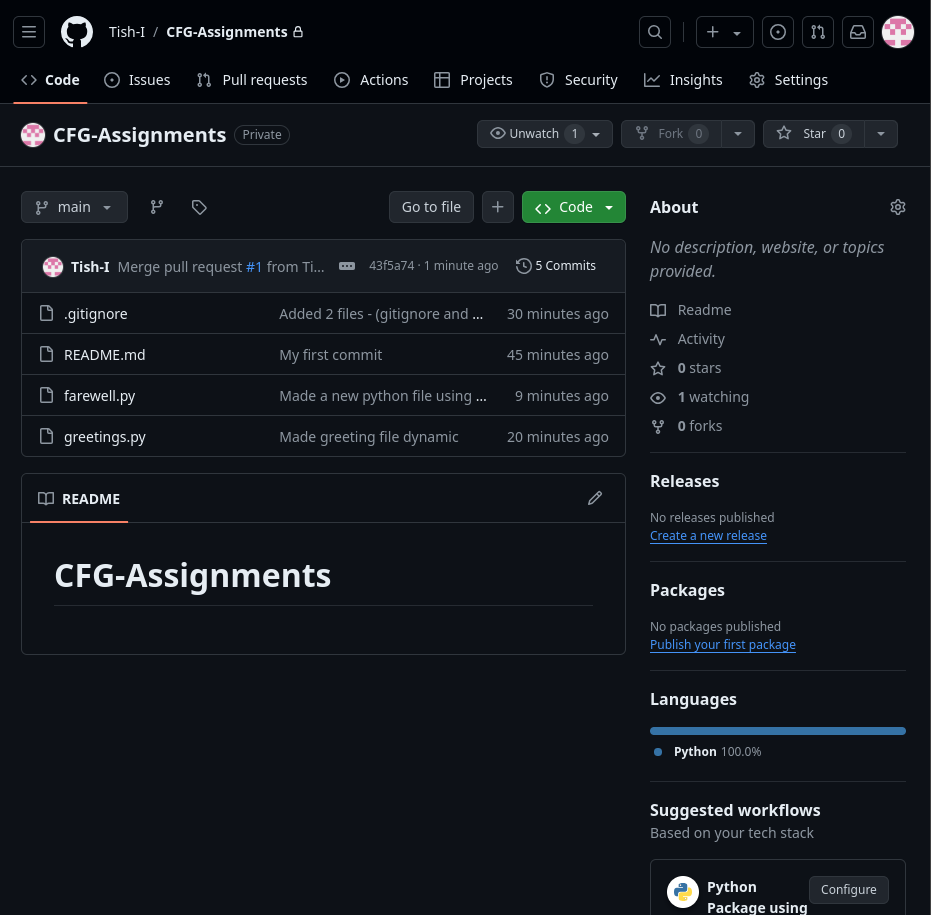 Tish-I / CFG-Assignments
Code Issues Pull requests Actions Projects Security Insights Settings
CFG-Assignments Private Unwatch 1 Fork 0 Star 0
main Go to file Code
Tish-I Merge pull request #1 from Ti... 43f5a74 · 1 minute ago 5 Commits
.gitignore Added 2 files - (gitignore and ... 30 minutes ago
README.md My first commit 45 minutes ago
farewell.py Made a new python file using ... 9 minutes ago
greetings.py Made greeting file dynamic 20 minutes ago
README
CFG-Assignments
About
No description, website, or topics
provided.
Readme
Activity
0 stars
1 watching
0 forks
Releases
No releases published
Create a new release
Packages
No packages published
Publish your first package
Languages
Python 100.0%
Suggested workflows
Based on your tech stack
Python Configure
Package using